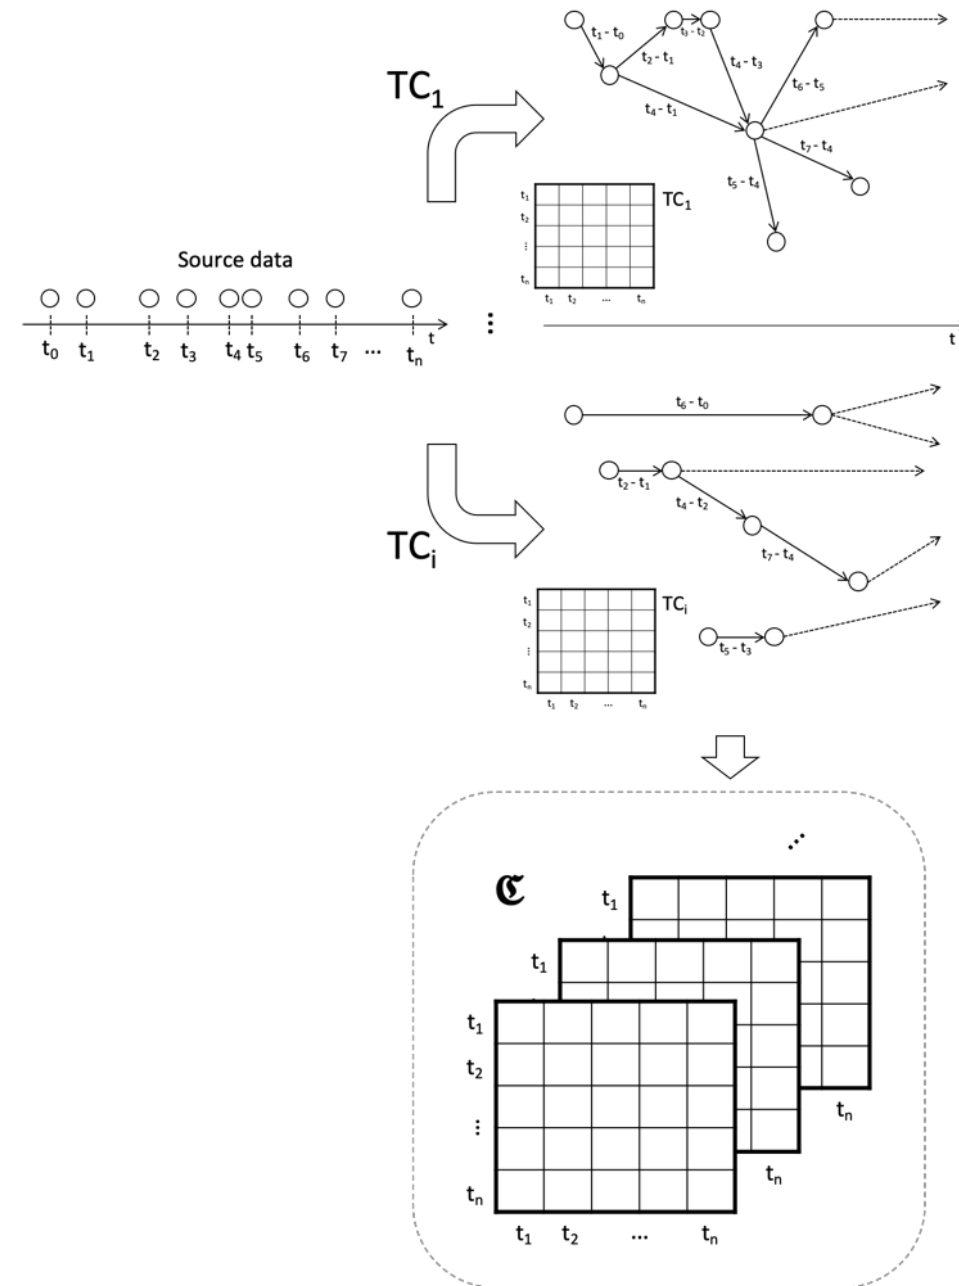 t1 - t0
t2 - t1
t3 - t2
t4 - t3
t4 - t1
t6 - t5
t7 - t4
t5 - t4
TC1
t1
t2
⋮
tn
t1 t2 ... tn
TC1
Source data
t0 t1 t2 t3 t4 t5 t6 t7 ... tn
t
⋮
t
t6 - t0
t2 - t1
t4 - t2
t7 - t4
t5 - t3
TCi
t1
t2
⋮
tn
t1 t2 ... tn
TCi
...
ℭ
t1
tn
t1
tn
t1
t2
⋮
tn
t1 t2 ... tn